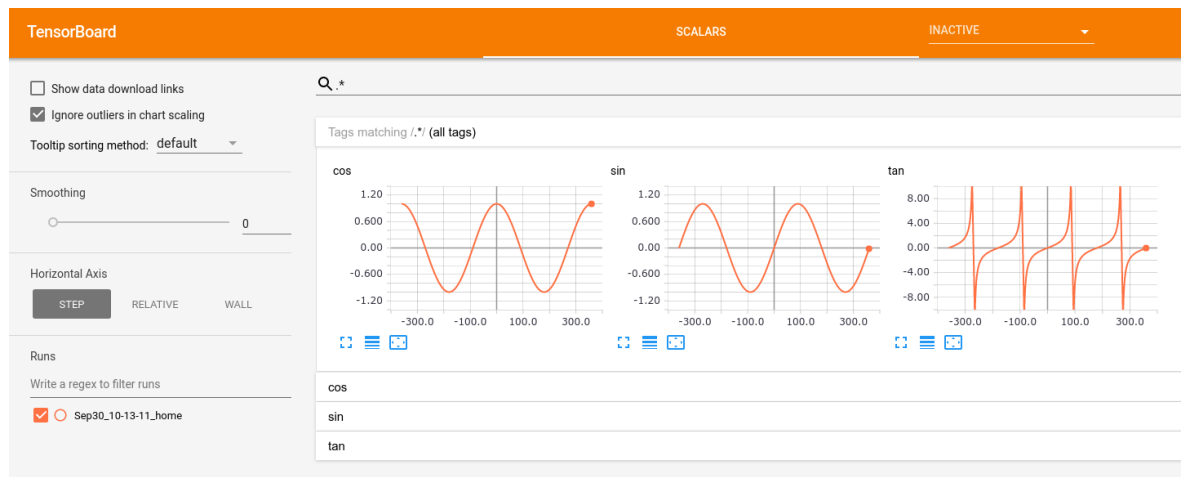 TensorBoard
SCALARS
INACTIVE
Show data download links
Ignore outliers in chart scaling
Tooltip sorting method: default
Smoothing
0
Horizontal Axis
STEP RELATIVE WALL
Runs
Write a regex to filter runs
Sep30_10-13-11_home
.*
Tags matching /.*/ (all tags)
cos
1.20
0.600
0.00
-0.600
-1.20
-300.0 -100.0 100.0 300.0
sin
1.20
0.600
0.00
-0.600
-1.20
-300.0 -100.0 100.0 300.0
tan
8.00
4.00
0.00
-4.00
-8.00
-300.0 -100.0 100.0 300.0
cos
sin
tan